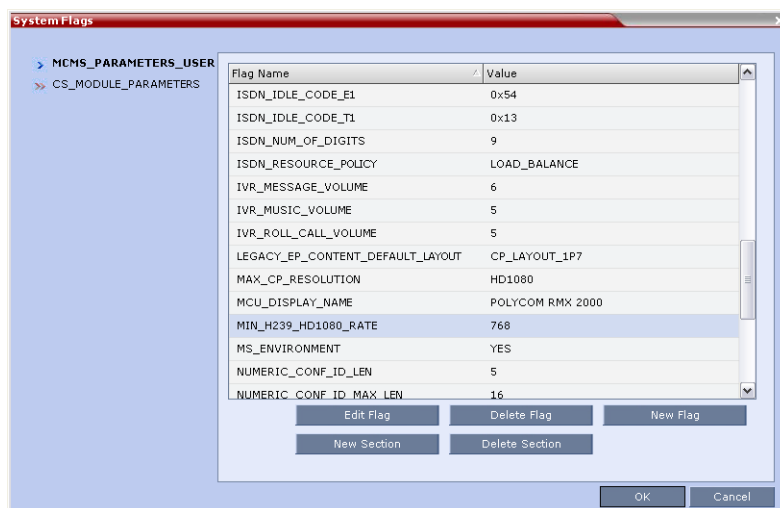 System Flags
MCMS_PARAMETERS_USER
CS_MODULE_PARAMETERS
Flag Name Value
ISDN_IDLE_CODE_E1 0x54
ISDN_IDLE_CODE_T1 0x13
ISDN_NUM_OF_DIGITS 9
ISDN_RESOURCE_POLICY LOAD_BALANCE
IVR_MESSAGE_VOLUME 6
IVR_MUSIC_VOLUME 5
IVR_ROLL_CALL_VOLUME 5
LEGACY_EP_CONTENT_DEFAULT_LAYOUT CP_LAYOUT_1P7
MAX_CP_RESOLUTION HD1080
MCU_DISPLAY_NAME POLYCOM RMX 2000
MIN_H239_HD1080_RATE 768
MS_ENVIRONMENT YES
NUMERIC_CONF_ID_LEN 5
NUMERIC_CONF_ID_MAX_LEN 16
Edit Flag Delete Flag New Flag
New Section Delete Section
OK Cancel